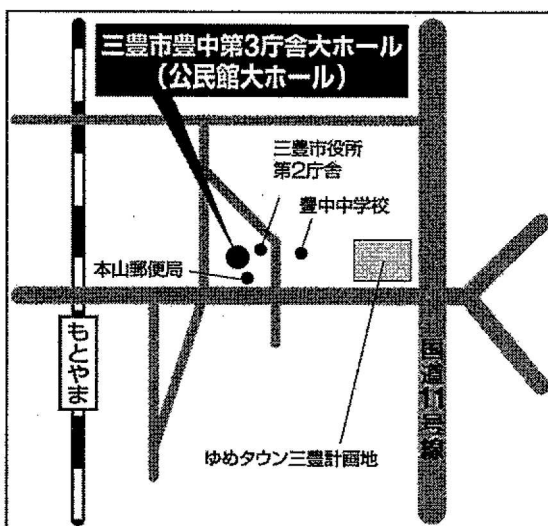 三豊市豊中第3庁舎大ホール
（公民館大ホール）
三豊市役所
第2庁舎
豊中中学校
本山郵便局
もとやま
国道11号線
ゆめタウン三豊計画地